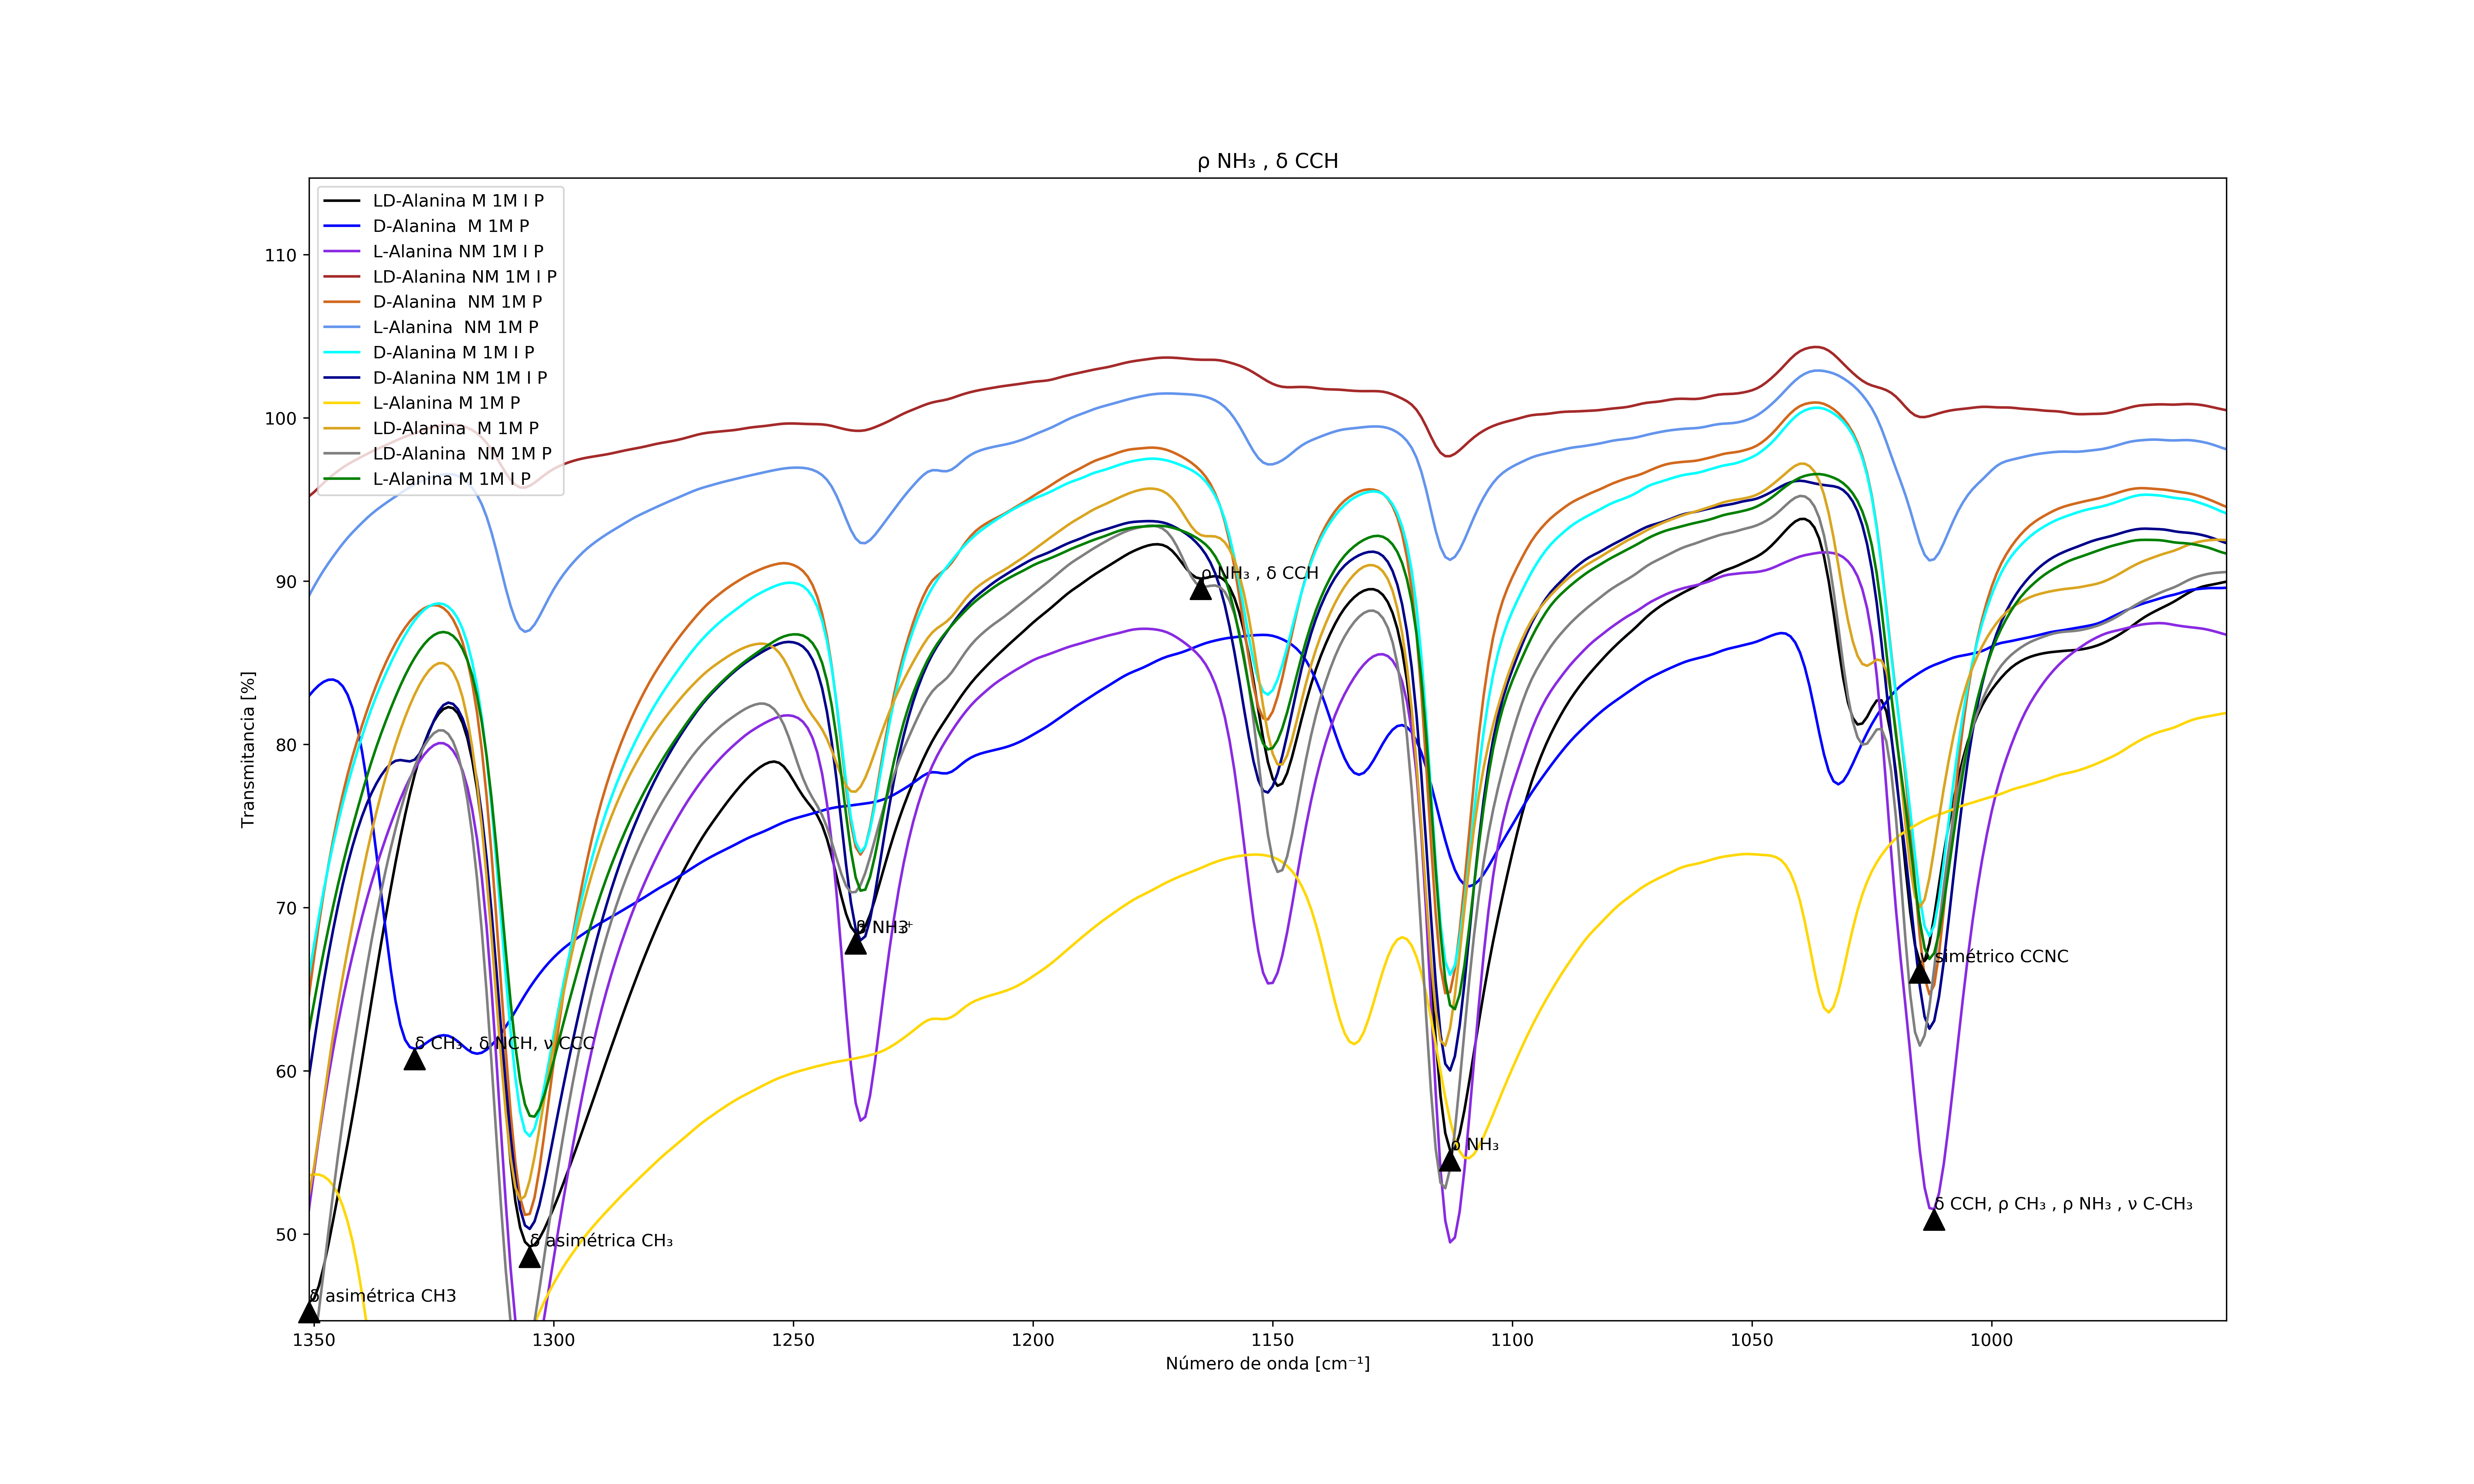 ρ NH₃ , δ CCH
LD-Alanina M 1M I P
D-Alanina  M 1M P
L-Alanina NM 1M I P
LD-Alanina NM 1M I P
D-Alanina  NM 1M P
L-Alanina  NM 1M P
D-Alanina M 1M I P
D-Alanina NM 1M I P
L-Alanina M 1M P
LD-Alanina  M 1M P
LD-Alanina  NM 1M P
L-Alanina M 1M I P
110
100
90
80
70
60
50
Transmitancia [%]
ρ NH₃ , δ CCH
NH3
simétrico CCNC
δ CH₃ , δ NCH, ν CCC
ρ NH₃
δ CCH, ρ CH₃ , ρ NH₃ , ν C-CH₃
δ asimétrica CH₃
δ asimétrica CH3
1350 1300 1250 1200 1150 1100 1050 1000
Número de onda [cm⁻¹]